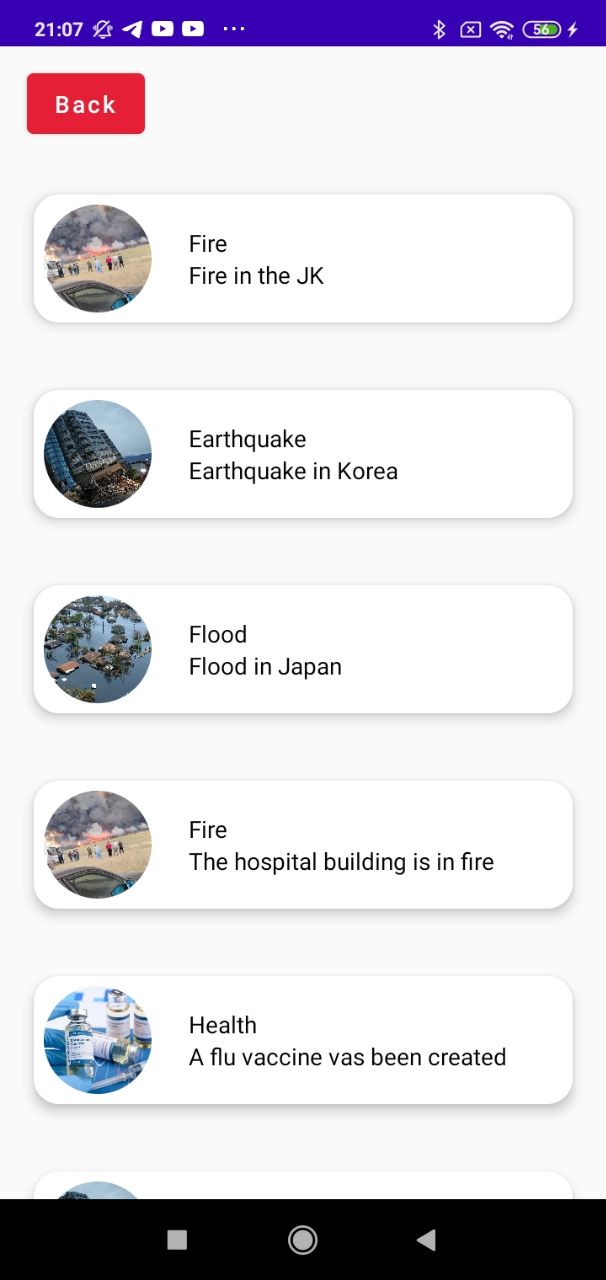 21:07
56
Back
Fire
Fire in the JK
Earthquake
Earthquake in Korea
Flood
Flood in Japan
Fire
The hospital building is in fire
Health
A flu vaccine vas been created